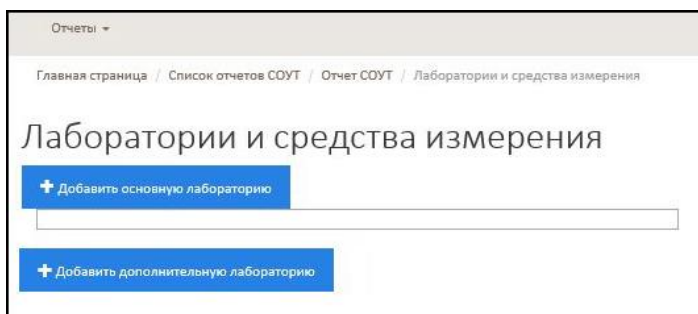 Отчеты
Главная страница / Список отчетов СОУТ / Отчет СОУТ / Лаборатории и средства измерения
Лаборатории и средства измерения
+ Добавить основную лабораторию
+ Добавить дополнительную лабораторию